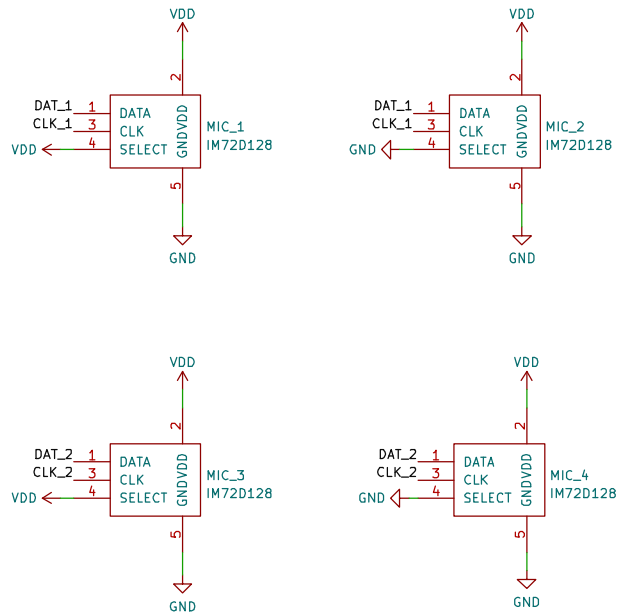 VDD
2
DAT_1 1 DATA
CLK_1 3 CLK
VDD 4 SELECT
GND VDD
MIC_1
IM72D128
5
GND
VDD
2
DAT_1 1 DATA
CLK_1 3 CLK
GND 4 SELECT
GND VDD
MIC_2
IM72D128
5
GND
VDD
2
DAT_2 1 DATA
CLK_2 3 CLK
VDD 4 SELECT
GND VDD
MIC_3
IM72D128
5
GND
VDD
2
DAT_2 1 DATA
CLK_2 3 CLK
GND 4 SELECT
GND VDD
MIC_4
IM72D128
5
GND